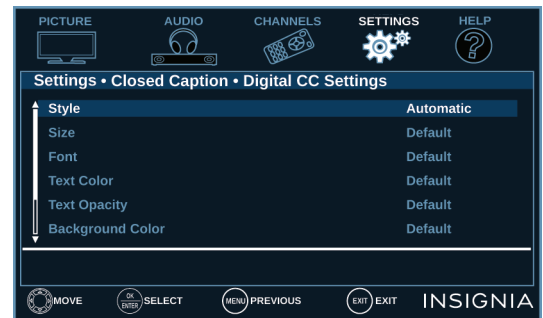 PICTURE AUDIO CHANNELS SETTINGS HELP
?
Settings • Closed Caption • Digital CC Settings
Style Automatic
Size Default
Font Default
Text Color Default
Text Opacity Default
Background Color Default
MOVE OK ENTER SELECT MENU PREVIOUS EXIT EXIT INSIGNIA